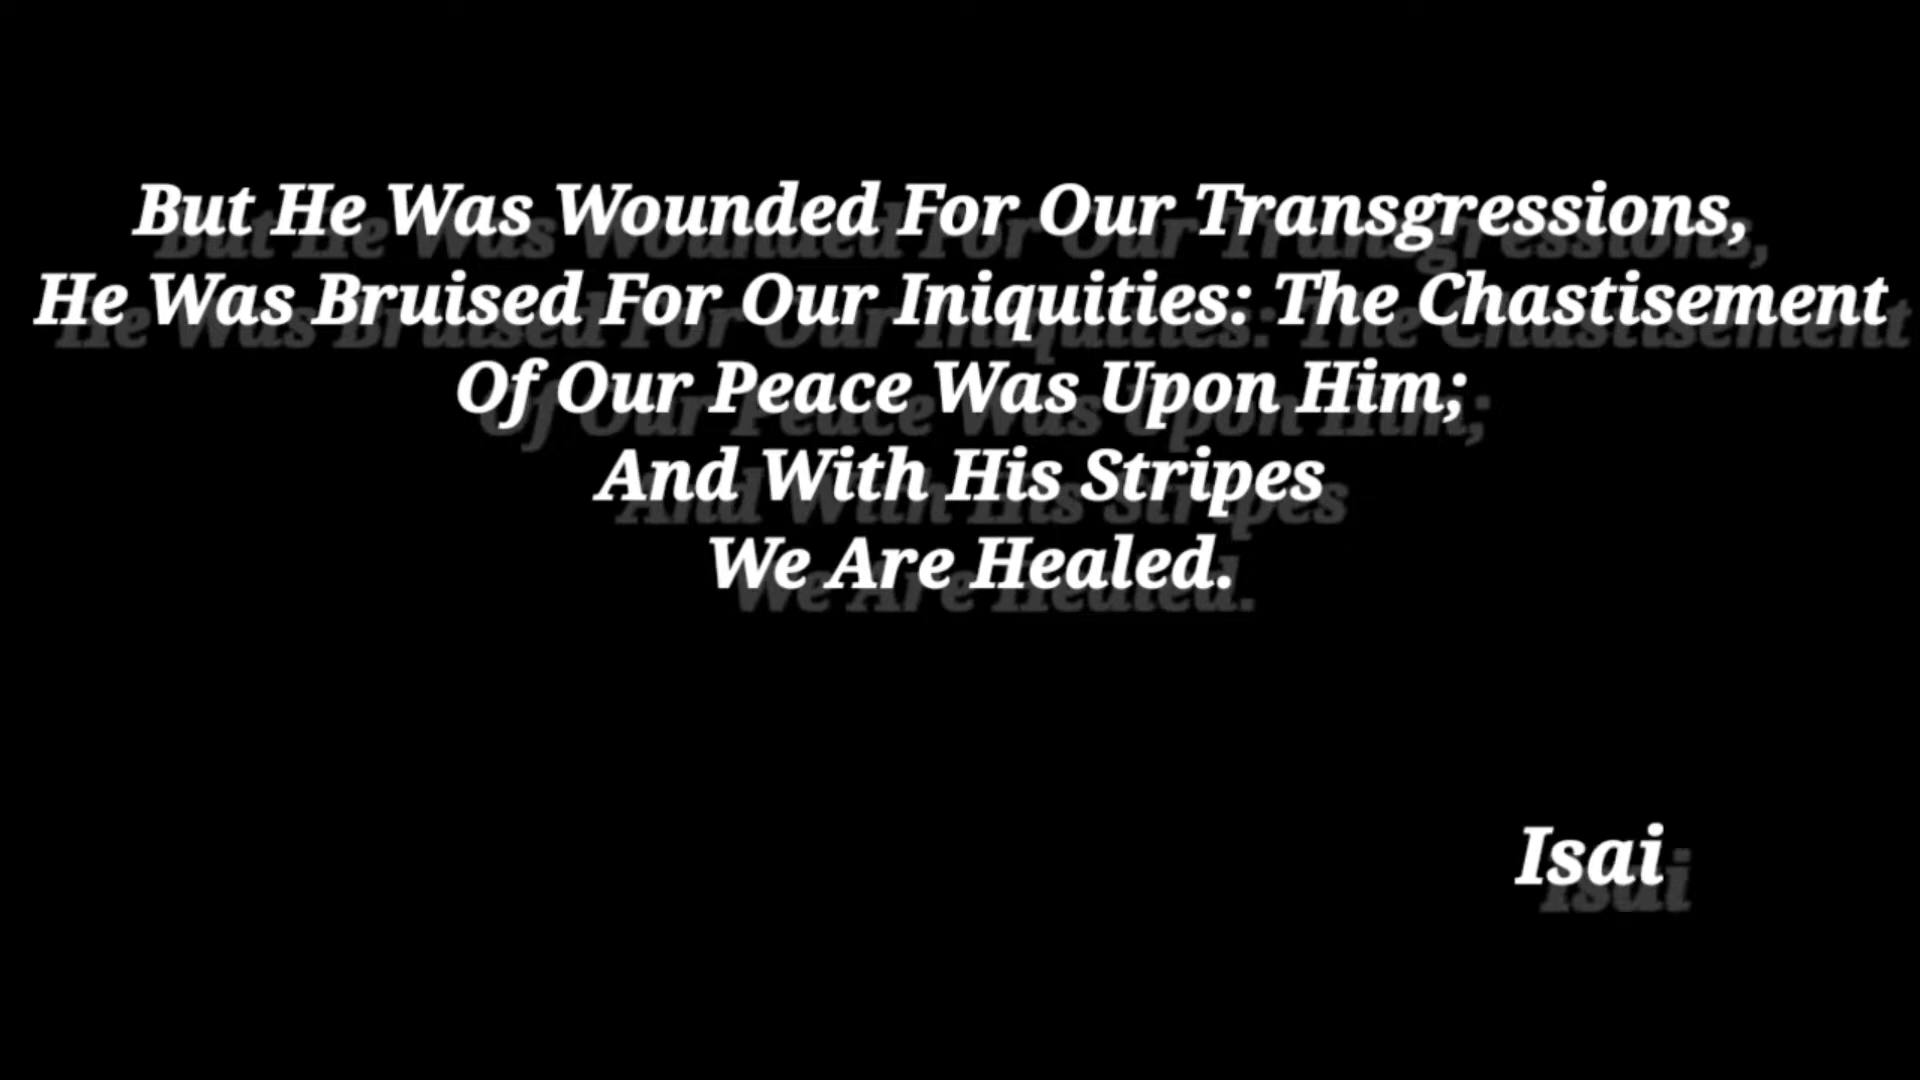 But He Was Wounded For Our Transgressions,
He Was Bruised For Our Iniquities: The Chastisement
Of Our Peace Was Upon Him;
And With His Stripes
We Are Healed.
Isai